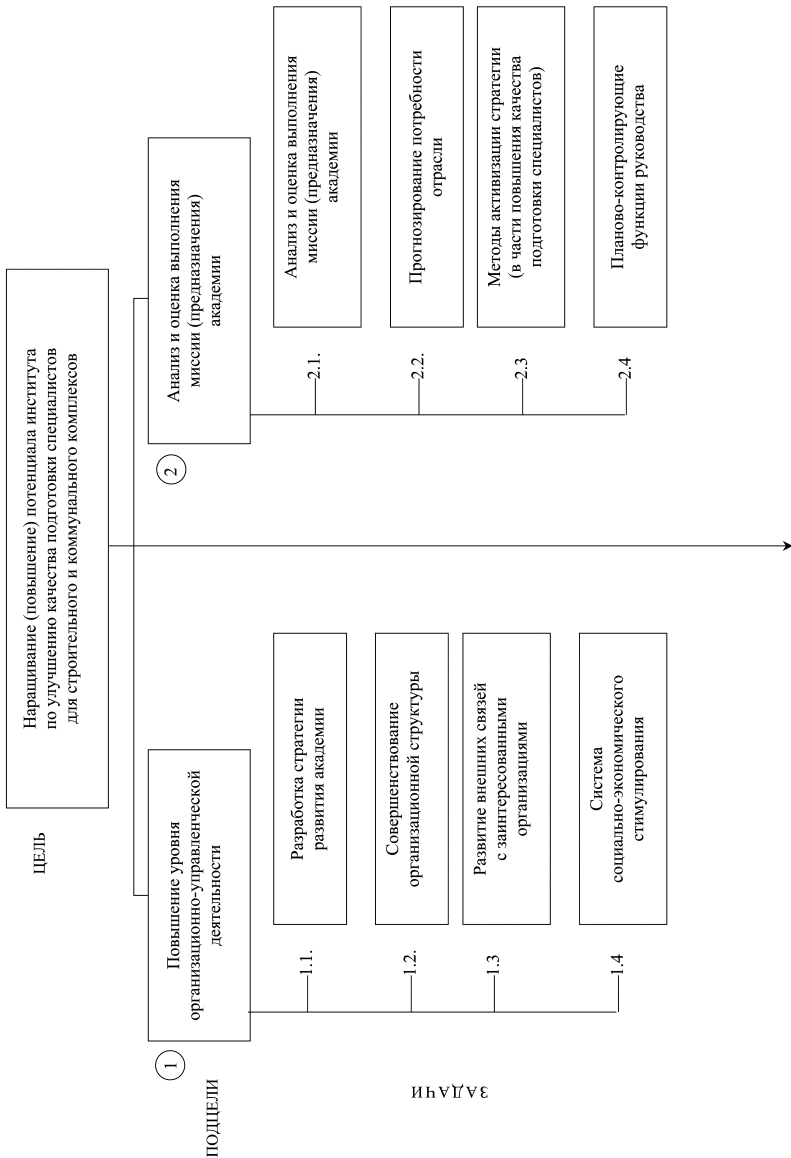 ЦЕЛЬ
Наращивание (повышение) потенциала института
по улучшению качества подготовки специалистов
для строительного и коммунального комплексов
ПОДЦЕЛИ
1
Повышение уровня
организационно-управленческой
деятельности
2
Анализ и оценка выполнения
миссии (предназначения)
академии
ЗАДАЧИ
1.1.
Разработка стратегии
развития академии
1.2.
Совершенствование
организационной структуры
1.3
Развитие внешних связей
с заинтересованными
организациями
1.4
Система
социально-экономического
стимулирования
2.1.
Анализ и оценка выполнения
миссии (предназначения)
академии
2.2.
Прогнозирование потребности
отрасли
2.3
Методы активизации стратегии
(в части повышения качества
подготовки специалистов)
2.4
Планово-контролирующие
функции руководства